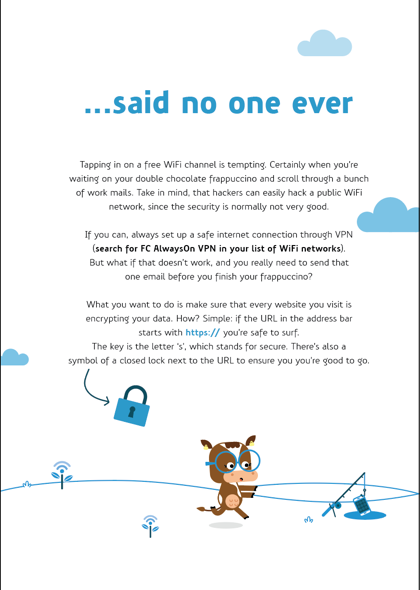 ...said no one ever
Tapping in on a free WiFi channel is tempting. Certainly when you're
waiting on your double chocolate frappuccino and scroll through a bunch
of work mails. Take in mind, that hackers can easily hack a public WiFi
network, since the security is normally not very good.
If you can, always set up a safe internet connection through VPN
(search for FC AlwaysOn VPN in your list of WiFi networks).
But what if that doesn't work, and you really need to send that
one email before you finish your frappuccino?
What you want to do is make sure that every website you visit is
encrypting your data. How? Simple: if the URL in the address bar
starts with https:// you're safe to surf.
The key is the letter 's', which stands for secure. There's also a
symbol of a closed lock next to the URL to ensure you you're good to go.